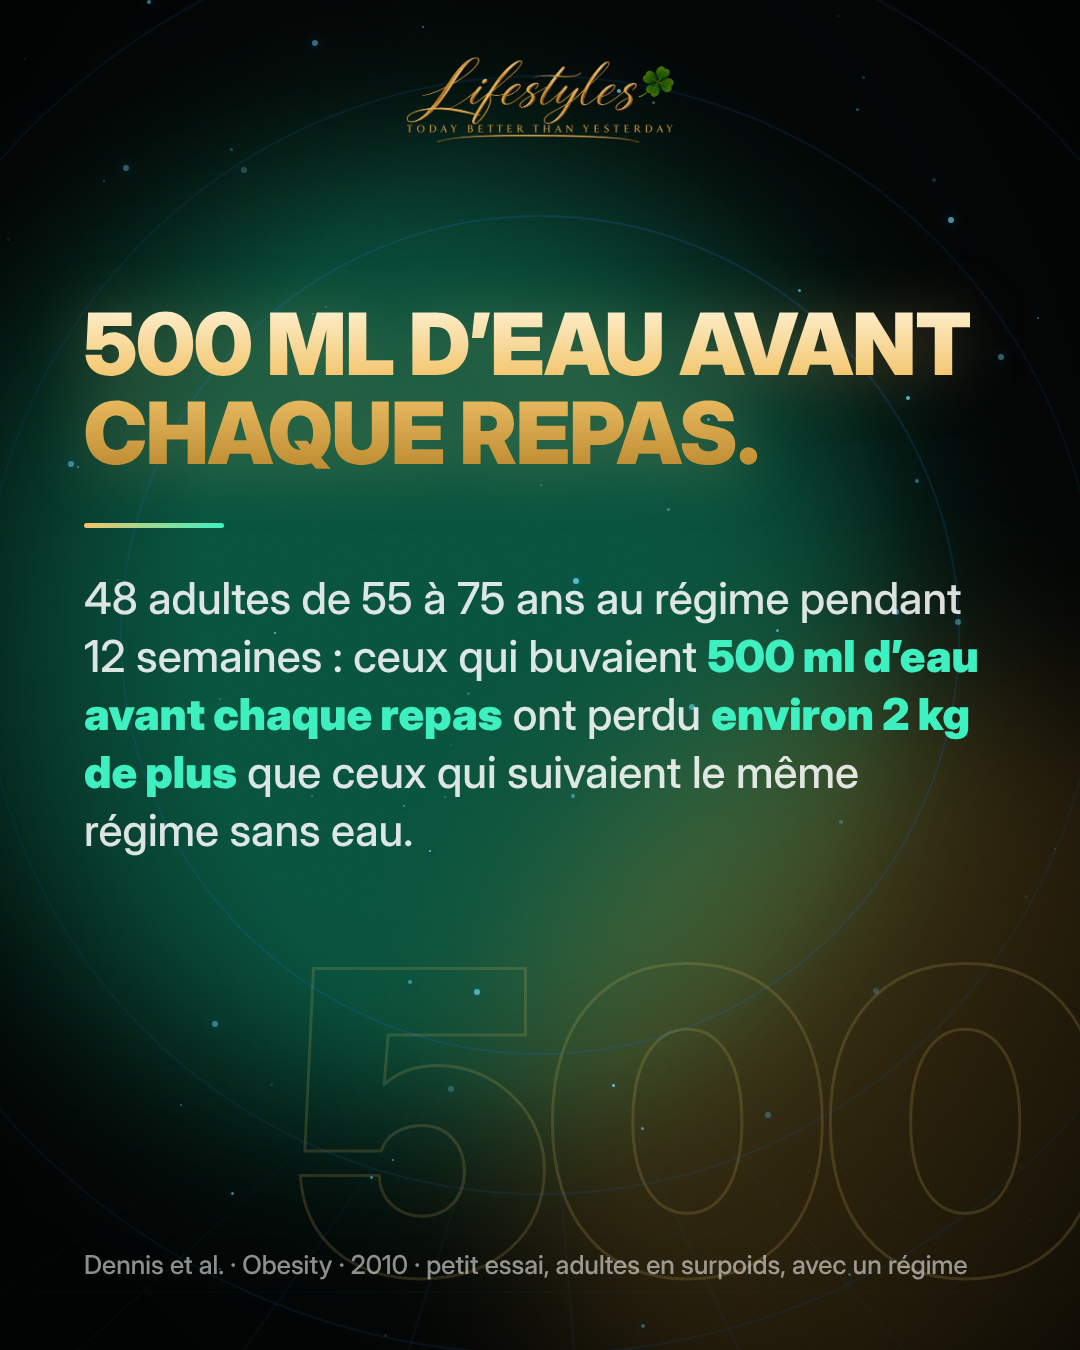 Lifestyles
TODAY BETTER THAN YESTERDAY
500 ML D’EAU AVANT
CHAQUE REPAS.
48 adultes de 55 à 75 ans au régime pendant
12 semaines : ceux qui buvaient 500 ml d’eau
avant chaque repas ont perdu environ 2 kg
de plus que ceux qui suivaient le même
régime sans eau.
500
Dennis et al. · Obesity · 2010 · petit essai, adultes en surpoids, avec un régime